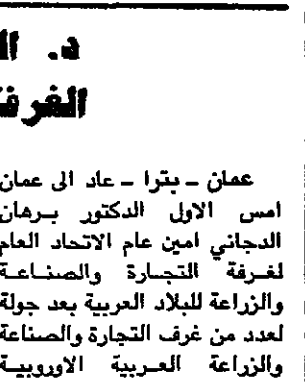 د. ال
الغرفة
عمان - بترا - عاد الى عمان
امس الاول الدكتور برهان
الدجاني امين عام الاتحاد العام
لغرفة التجارة والصناعة
والزراعة للبلاد العربية بعد جولة
لعدد من غرف التجارة والصناعة
والزراعة العربية الاوروبية